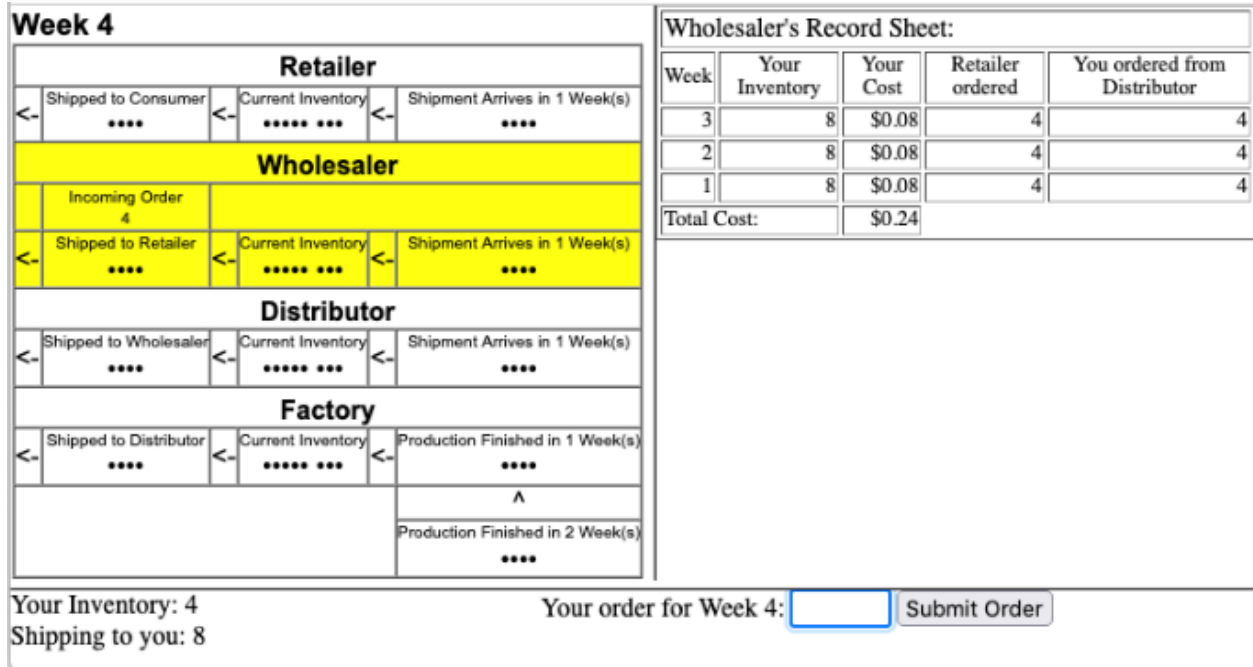 Week 4
Retailer
<- Shipped to Consumer <- Current Inventory <- Shipment Arrives in 1 Week(s)
•••• ••••• ••• ••••
Wholesaler
Incoming Order
4
<- Shipped to Retailer <- Current Inventory <- Shipment Arrives in 1 Week(s)
•••• ••••• ••• ••••
Distributor
<- Shipped to Wholesaler <- Current Inventory <- Shipment Arrives in 1 Week(s)
•••• ••••• ••• ••••
Factory
<- Shipped to Distributor <- Current Inventory <- Production Finished in 1 Week(s)
•••• ••••• ••• ••••
^
Production Finished in 2 Week(s)
••••
Wholesaler's Record Sheet:
Week Your Inventory Your Cost Retailer ordered You ordered from Distributor
3 8 $0.08 4 4
2 8 $0.08 4 4
1 8 $0.08 4 4
Total Cost: $0.24
Your Inventory: 4
Shipping to you: 8
Your order for Week 4: Submit Order